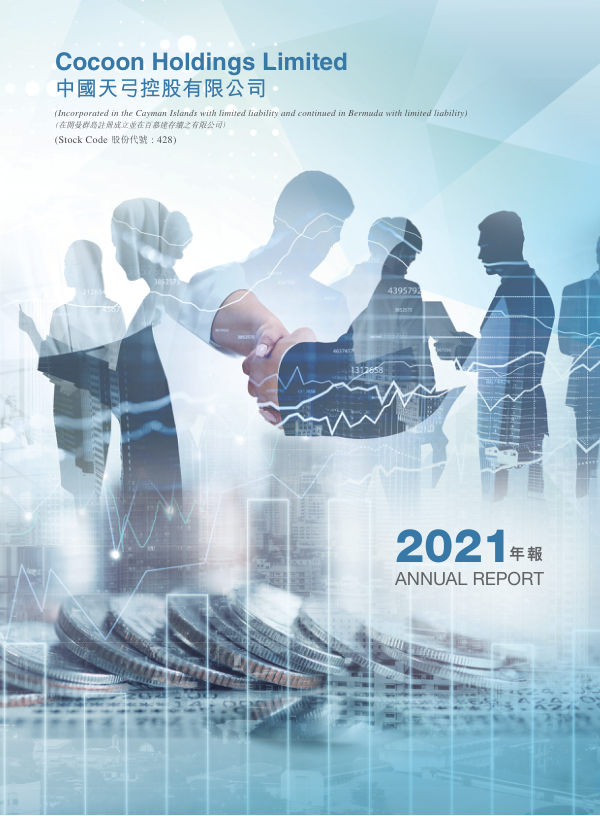 Cocoon Holdings Limited
中國天弓控股有限公司
(Incorporated in the Cayman Islands with limited liability and continued in Bermuda with limited liability)
(在開曼群島註冊成立並在百慕達存續之有限公司)
(Stock Code 股份代號 : 428)
4395792
3852575
1317658
2021年報
ANNUAL REPORT